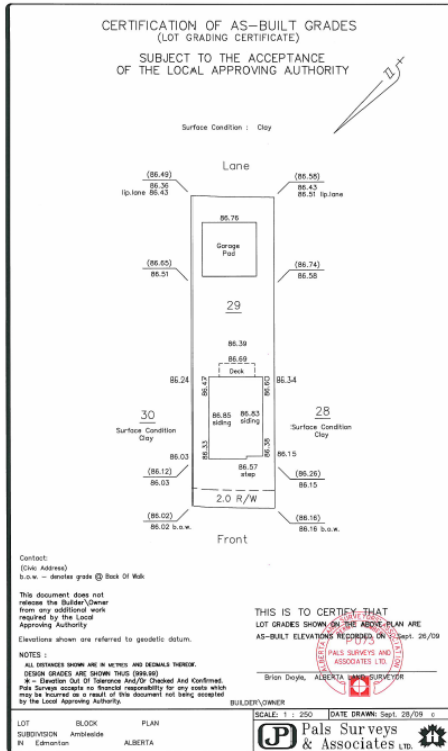 CERTIFICATION OF AS-BUILT GRADES
(LOT GRADING CERTIFICATE)
SUBJECT TO THE ACCEPTANCE
OF THE LOCAL APPROVING AUTHORITY
Surface Condition : Clay
Lane
(86.49)
86.36
lip.lane 86.43
(86.58)
86.43
86.51 lip.lane
86.76
Garage
Pad
(86.65)
86.51
(86.74)
86.58
29
86.39
86.69
Deck
86.24
86.47
86.60
86.34
30
Surface Condition
Clay
86.85
siding
86.83
siding
28
Surface Condition
Clay
86.33
86.38
86.03
86.15
86.57
step
(86.12)
86.03
(86.26)
86.15
2.0 R/W
(86.02)
86.02 b.o.w.
(86.16)
86.16 b.o.w.
Front
Contact:
(Civic Address)
b.o.w. - denotes grade @ Back Of Walk
This document does not
release the Builder\Owner
from any additional work
required by the Local
Approving Authority
Elevations shown are referred to geodetic datum.
NOTES :
ALL DISTANCES SHOWN ARE IN METRES AND DECIMALS THEREOF.
DESIGN GRADES ARE SHOWN THUS (999.99)
* - Elevation Out Of Tolerance And/Or Checked And Confirmed.
Pals Surveys accepts no financial responsibility for any costs which
may be incurred as a result of this document not being accepted
by the Local Approving Authority.
THIS IS TO CERTIFY THAT
LOT GRADES SHOWN ON THE ABOVE PLAN ARE
AS-BUILT ELEVATIONS RECORDED ON Sept. 26/09
P075
PALS SURVEYS AND
ASSOCIATES LTD.
Brian Doyle, ALBERTA LAND SURVEYOR
BUILDER\OWNER
LOT BLOCK PLAN
SUBDIVISION Ambleside
IN Edmonton ALBERTA
SCALE: 1 : 250 DATE DRAWN: Sept. 28/09
Pals Surveys
& Associates LTD.